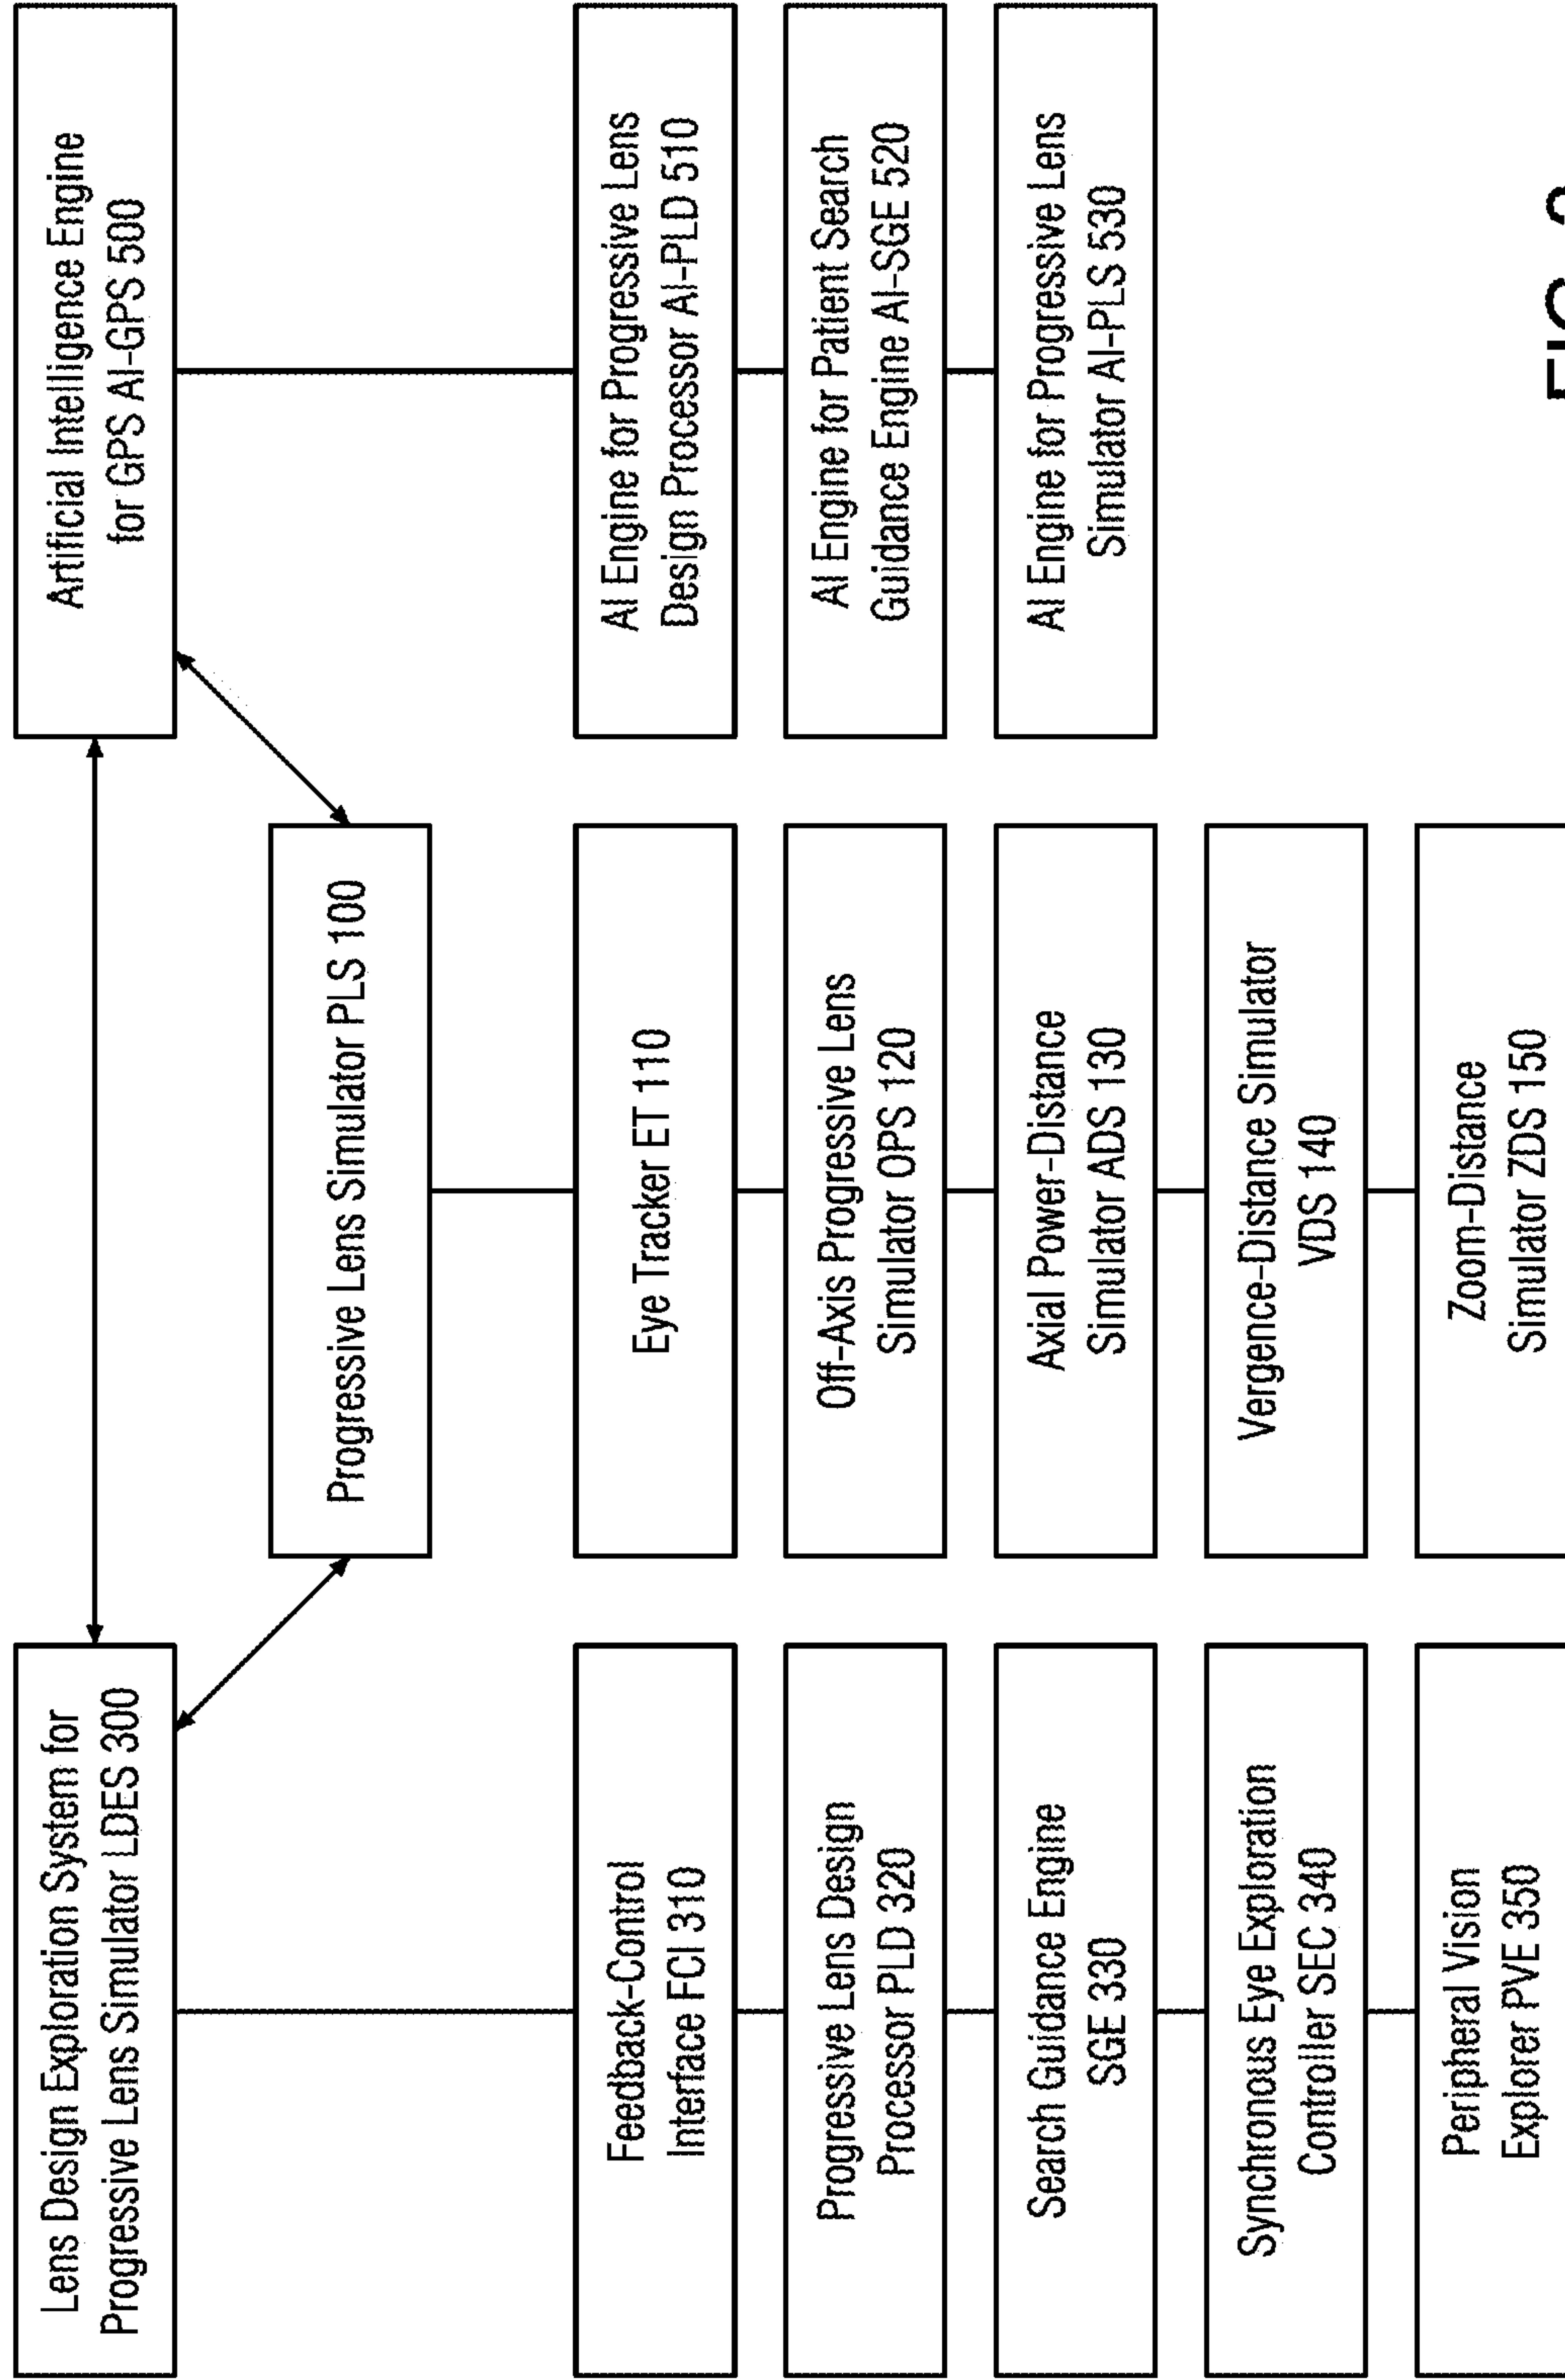 Lens Design Exploration System for
Progressive Lens Simulator LDES 300
Artificial Intelligence Engine
for GPS AI-GPS 500
Progressive Lens Simulator PLS 100
Feedback-Control
Interface FCI 310
Progressive Lens Design
Processor PLD 320
Search Guidance Engine
SGE 330
Synchronous Eye Exploration
Controller SEC 340
Peripheral Vision
Explorer PVE 350
Eye Tracker ET 110
Off-Axis Progressive Lens
Simulator OPS 120
Axial Power-Distance
Simulator ADS 130
Vergence-Distance Simulator
VDS 140
Zoom-Distance
Simulator ZDS 150
AI Engine for Progressive Lens
Design Processor AI-PLD 510
AI Engine for Patient Search
Guidance Engine AI-SGE 520
AI Engine for Progressive Lens
Simulator AI-PLS 530